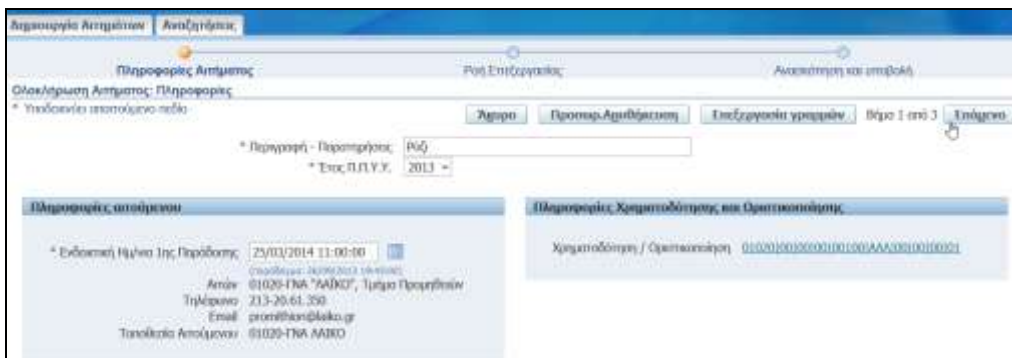 Δημιουργία Αιτημάτων Αναζητήσεις
Πληροφορίες Αιτήματος Ροή Επεξεργασίας Ανασκόπηση και υποβολή
Ολοκλήρωση Αιτήματος: Πληροφορίες
* Υποδεικνύει απαιτούμενο πεδίο
Άκυρο Προσωρ.Αποθήκευση Επεξεργασία γραμμών Βήμα 1 από 3 Επόμενο
* Περιγραφή - Παρατηρήσεις Ρύζι
* Έτος Π.Π.Υ.Υ. 2013
Πληροφορίες αιτούμενου Πληροφορίες Χρηματοδότησης και Οριστικοποίησης
* Ενδεικτική Ημ/νια 1ης Παράδοσης 25/03/2014 11:00:00
Χρηματοδότηση / Οριστικοποίηση
Αιτών 01020-ΓΝΑ "ΛΑΪΚΟ", Τμήμα Προμηθειών
Τηλέφωνο 213-20.61.350
Email promithion@laiko.gr
Τοποθεσία Αιτούμενου 01020-ΓΝΑ ΛΑΙΚΟ